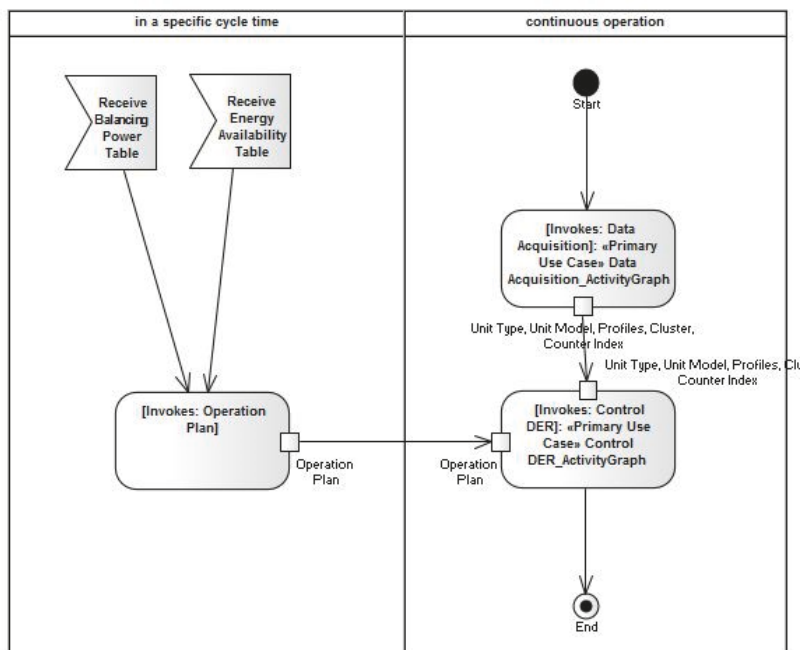 in a specific cycle time
continuous operation
Receive
Balancing
Power
Table
Receive
Energy
Availability
Table
Start
[Invokes: Data
Acquisition]: «Primary
Use Case» Data
Acquisition_ActivityGraph
Unit Type, Unit Model, Profiles, Cluster,
Counter Index
Unit Type, Unit Model, Profiles, Clu
Counter Index
[Invokes: Operation
Plan]
Operation
Plan
Operation
Plan
[Invokes: Control
DER]: «Primary Use
Case» Control
DER_ActivityGraph
End